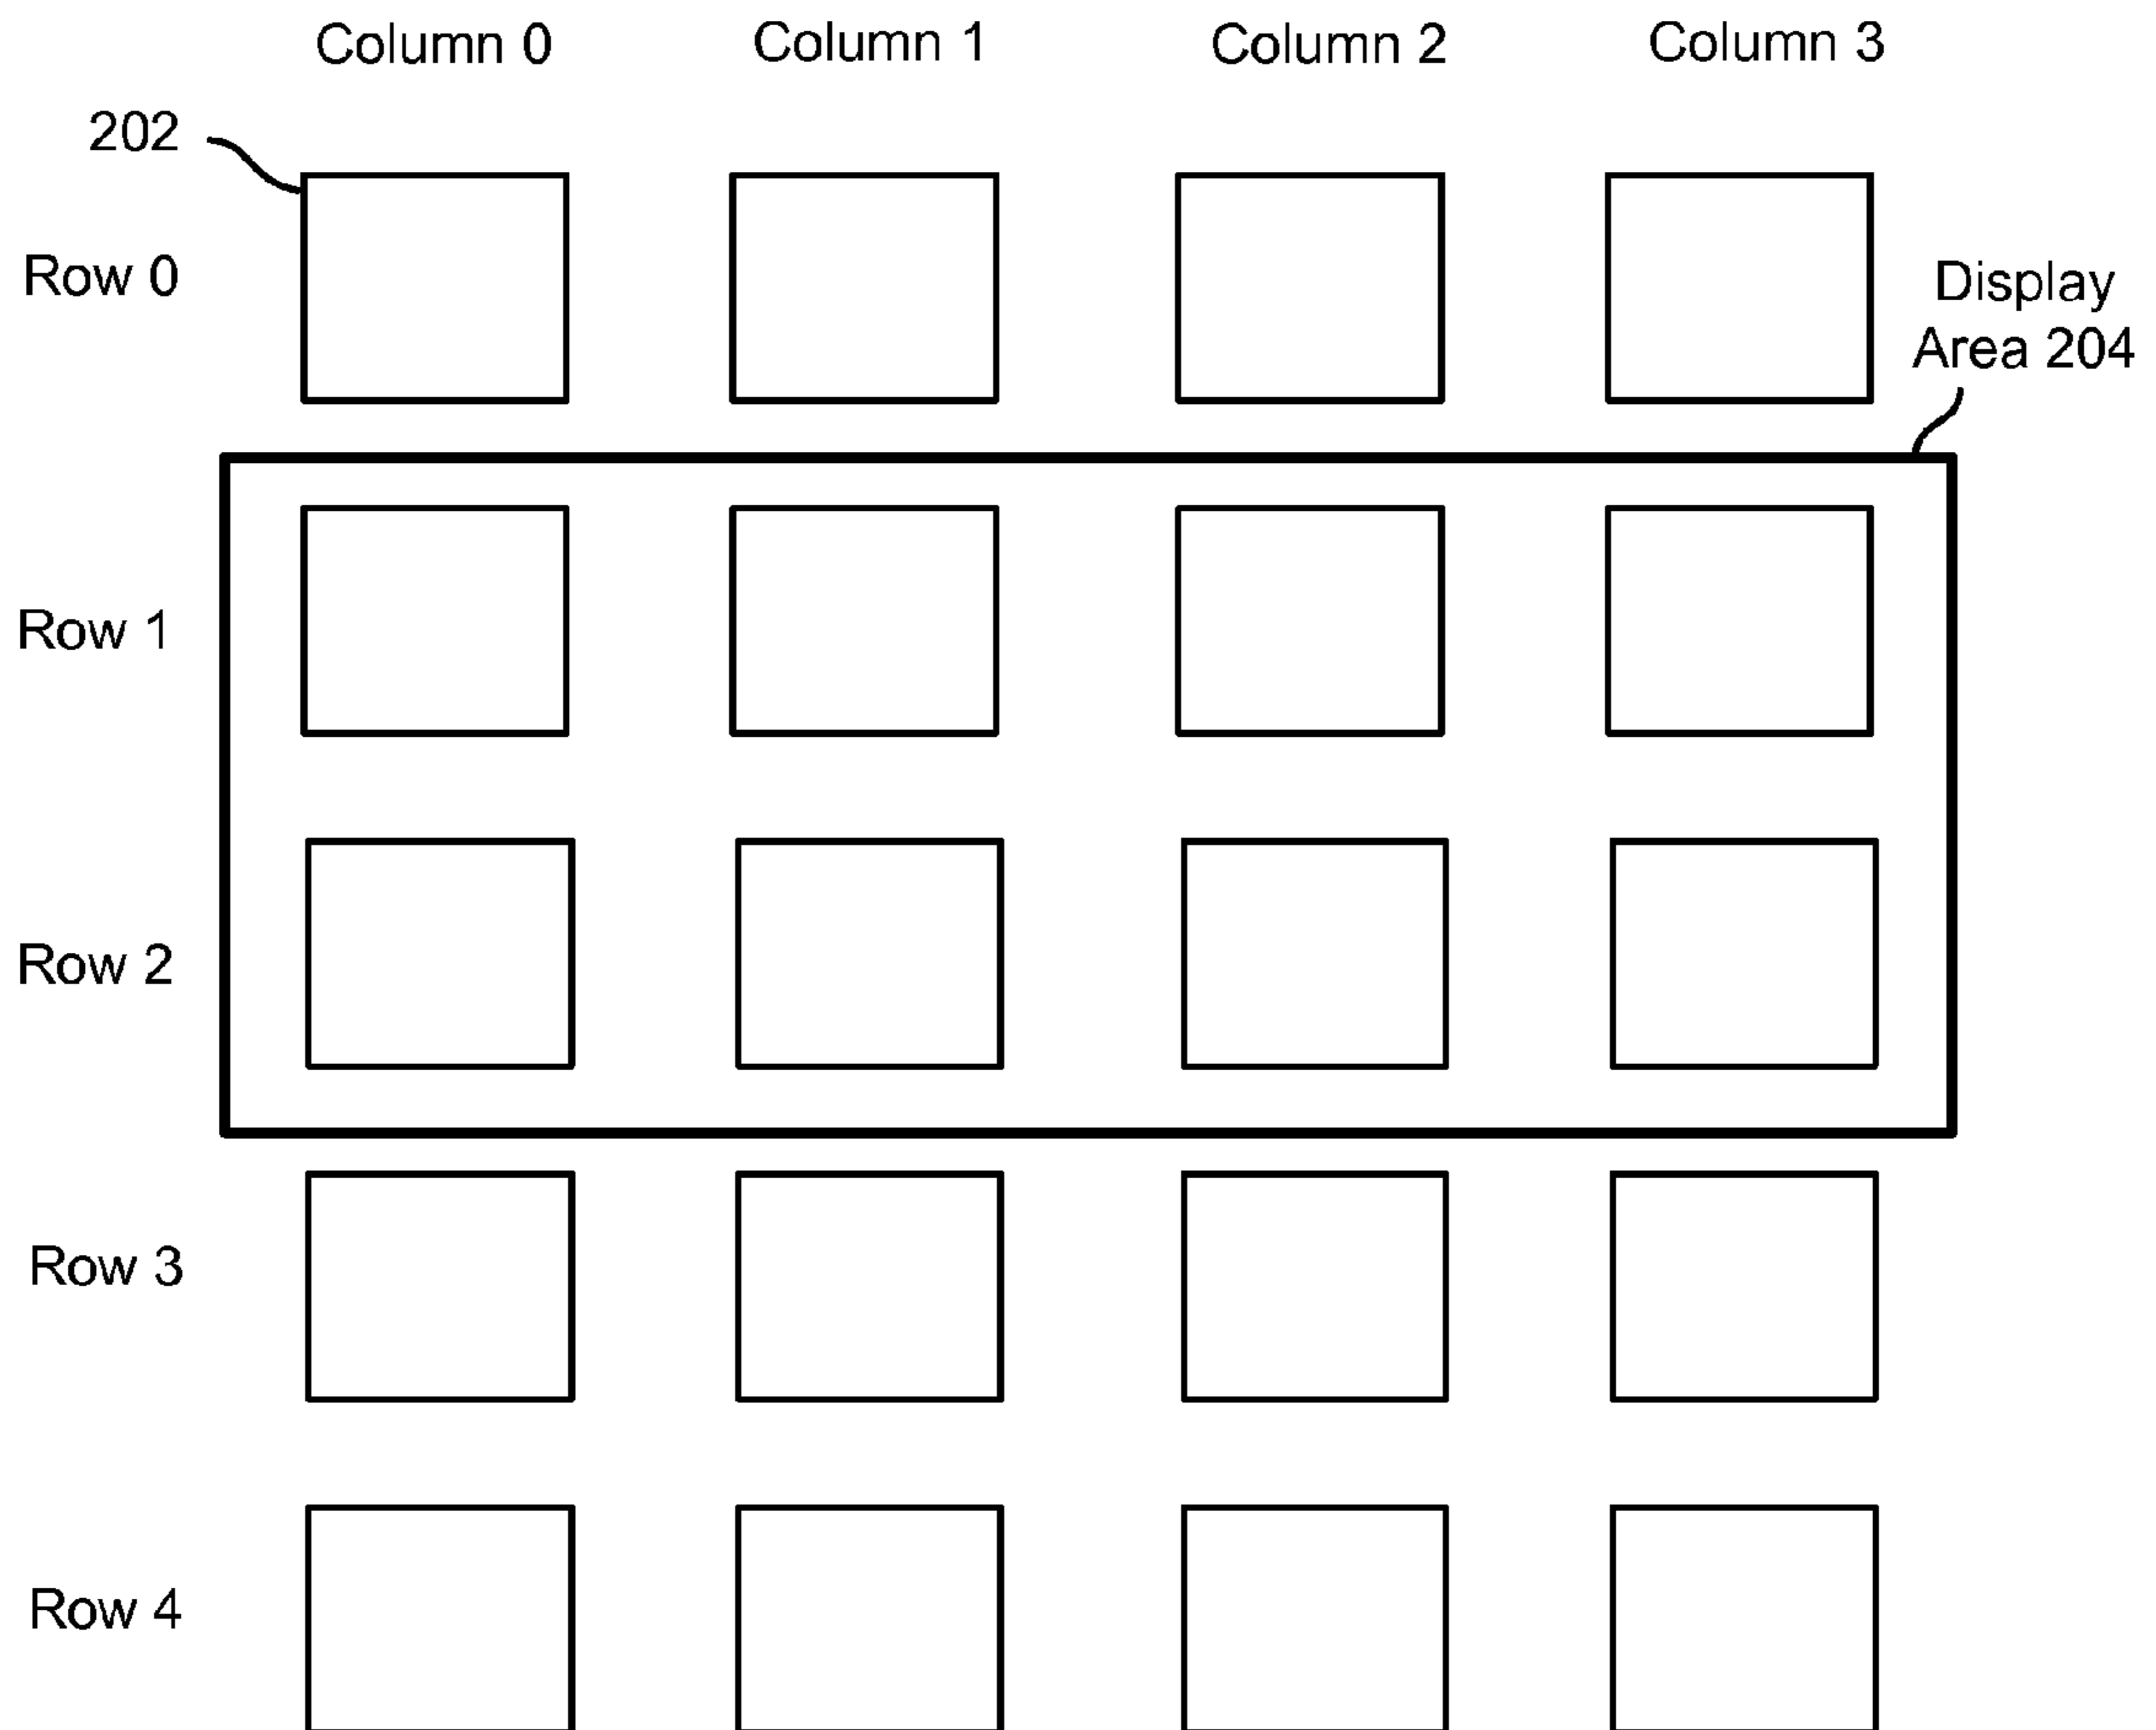 Column 0 Column 1 Column 2 Column 3
202
Row 0
Display
Area 204
Row 1
Row 2
Row 3
Row 4